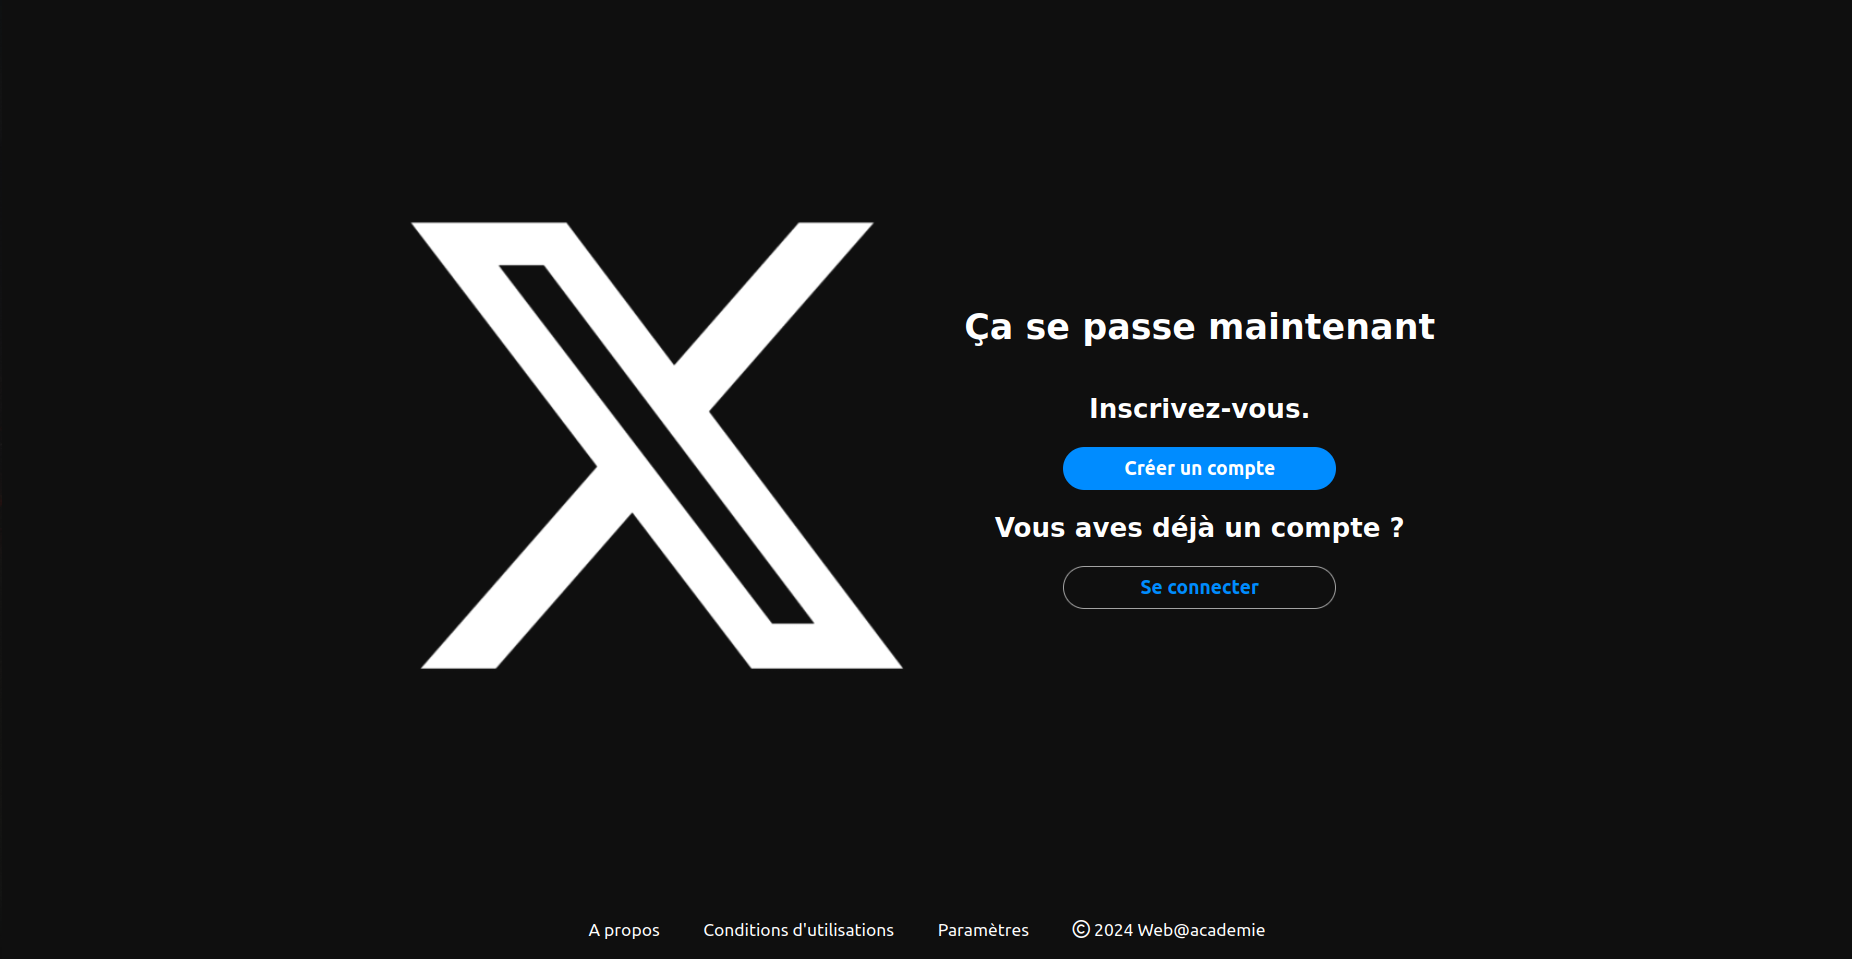 Ça se passe maintenant
Inscrivez-vous.
Créer un compte
Vous aves déjà un compte ?
Se connecter
A propos Conditions d'utilisations Paramètres © 2024 Web@academie